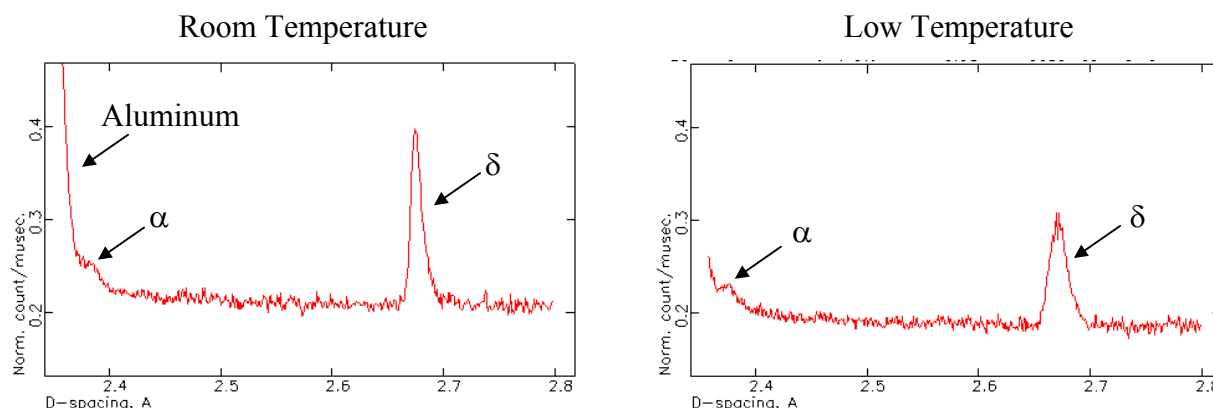 Room Temperature
Low Temperature
Aluminum
α
δ
0.4
0.3
0.2
Norm. count/musec.
2.4
2.5
2.6
2.7
2.8
D-spacing, A
α
δ
0.4
0.3
0.2
Norm. count/musec.
2.4
2.5
2.6
2.7
2.8
D-spacing, A